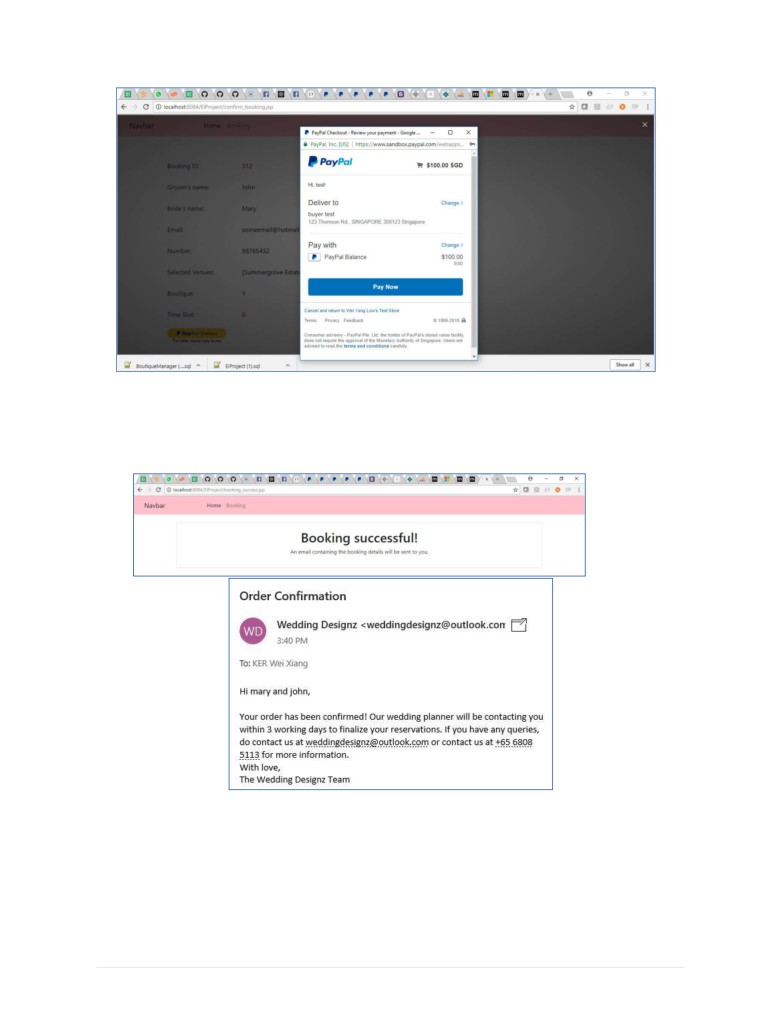 localhost:8084/EIProject/confirm_booking.jsp
Navbar Home Booking
Booking ID: 312
Groom's name: John
Bride's name: Mary
Email:
Number: 98765432
Selected Venues:
Boutique: 1
Time Slot: 0
PayPal
PayPal Checkout - Review your payment - Google ...
PayPal, Inc. [US] https://www.sandbox.paypal.com/webapps...
PayPal $100.00 SGD
Hi, test!
Deliver to Change
buyer test
123 Thomson Rd., SINGAPORE 308123 Singapore
Pay with Change
PayPal Balance $100.00
SGD
Pay Now
Cancel and return to Wei Yang Low's Test Store
Terms Privacy Feedback © 1999-2018
Consumer advisory - PayPal Pte. Ltd. the holder of PayPal's stored value facility,
does not require the approval of the Monetary Authority of Singapore. Users are
advised to read the terms and conditions carefully.
BoutiqueManager (....sql EIProject (1).sql Show all
Navbar Home Booking
Booking successful!
An email containing the booking details will be sent to you.
Order Confirmation
WD Wedding Designz <weddingdesignz@outlook.com
3:40 PM
To: KER Wei Xiang
Hi mary and john,
Your order has been confirmed! Our wedding planner will be contacting you
within 3 working days to finalize your reservations. If you have any queries,
do contact us at weddingdesignz@outlook.com or contact us at +65 6808
5113 for more information.
With love,
The Wedding Designz Team